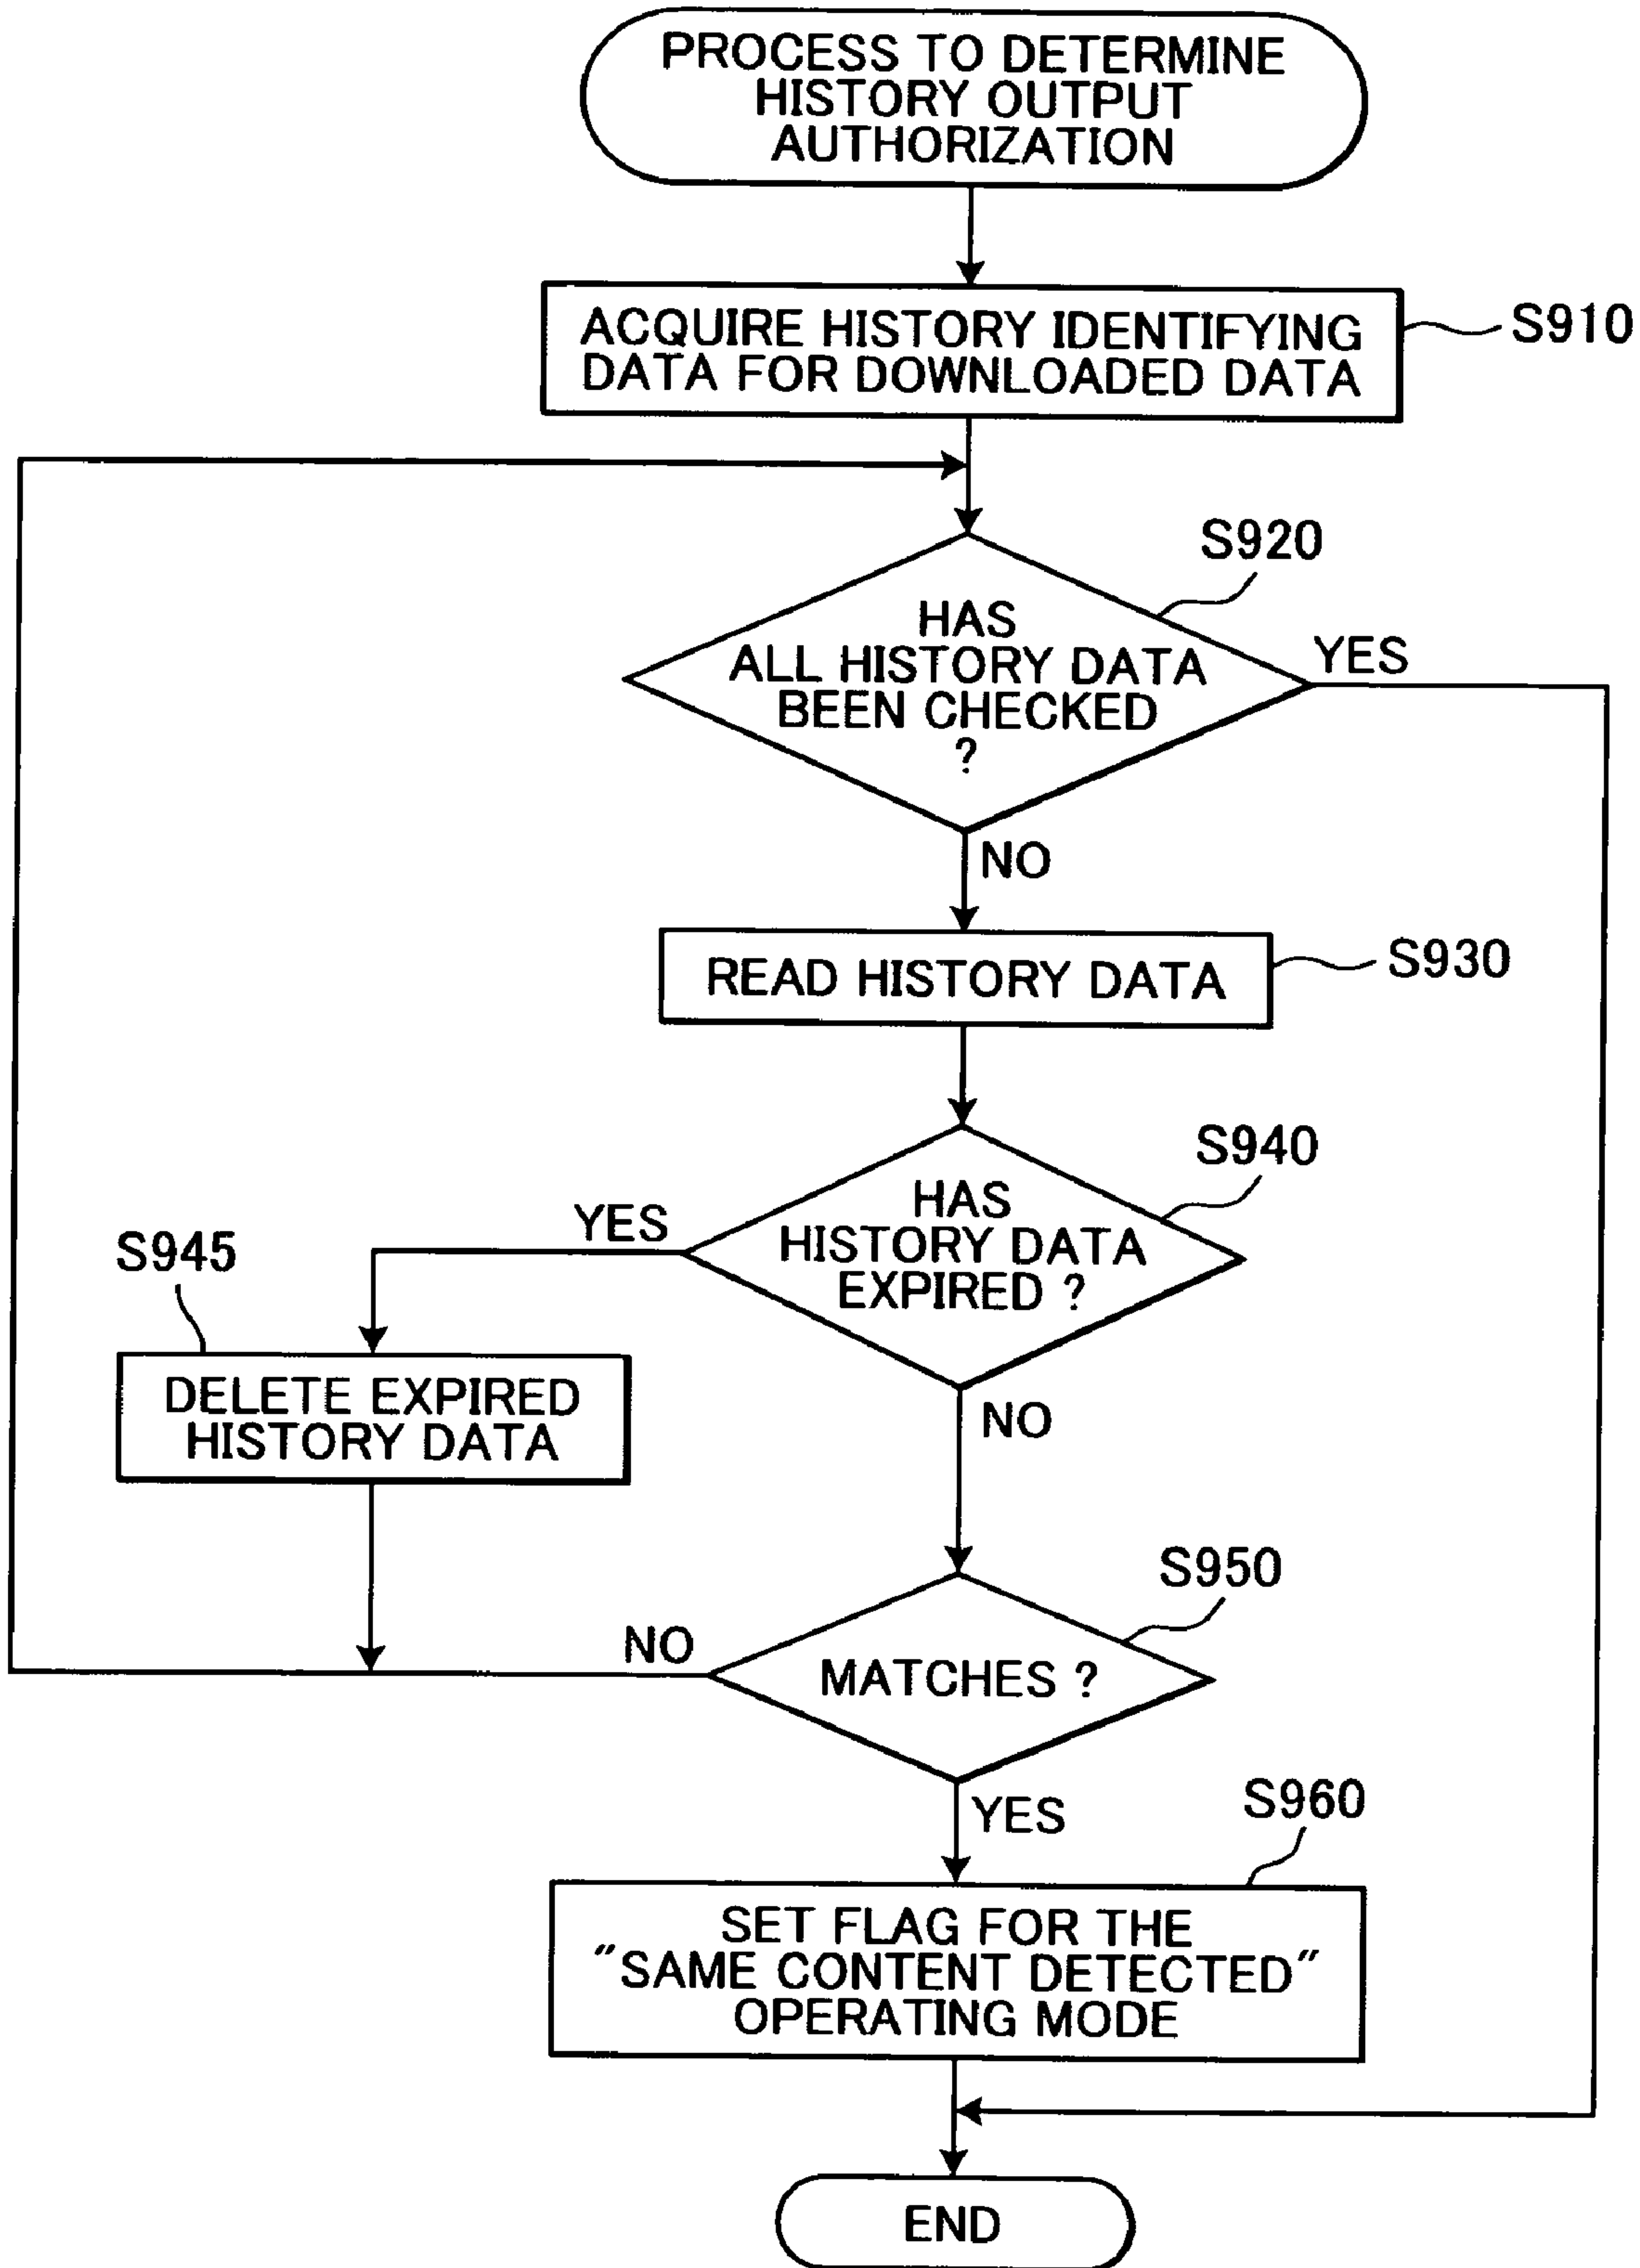 PROCESS TO DETERMINE
HISTORY OUTPUT
AUTHORIZATION
ACQUIRE HISTORY IDENTIFYING
DATA FOR DOWNLOADED DATA
S910
S920
HAS
ALL HISTORY DATA
BEEN CHECKED
?
YES
NO
READ HISTORY DATA
S930
S940
HAS
HISTORY DATA
EXPIRED ?
YES
S945
DELETE EXPIRED
HISTORY DATA
NO
S950
NO
MATCHES ?
YES
S960
SET FLAG FOR THE
"SAME CONTENT DETECTED"
OPERATING MODE
END